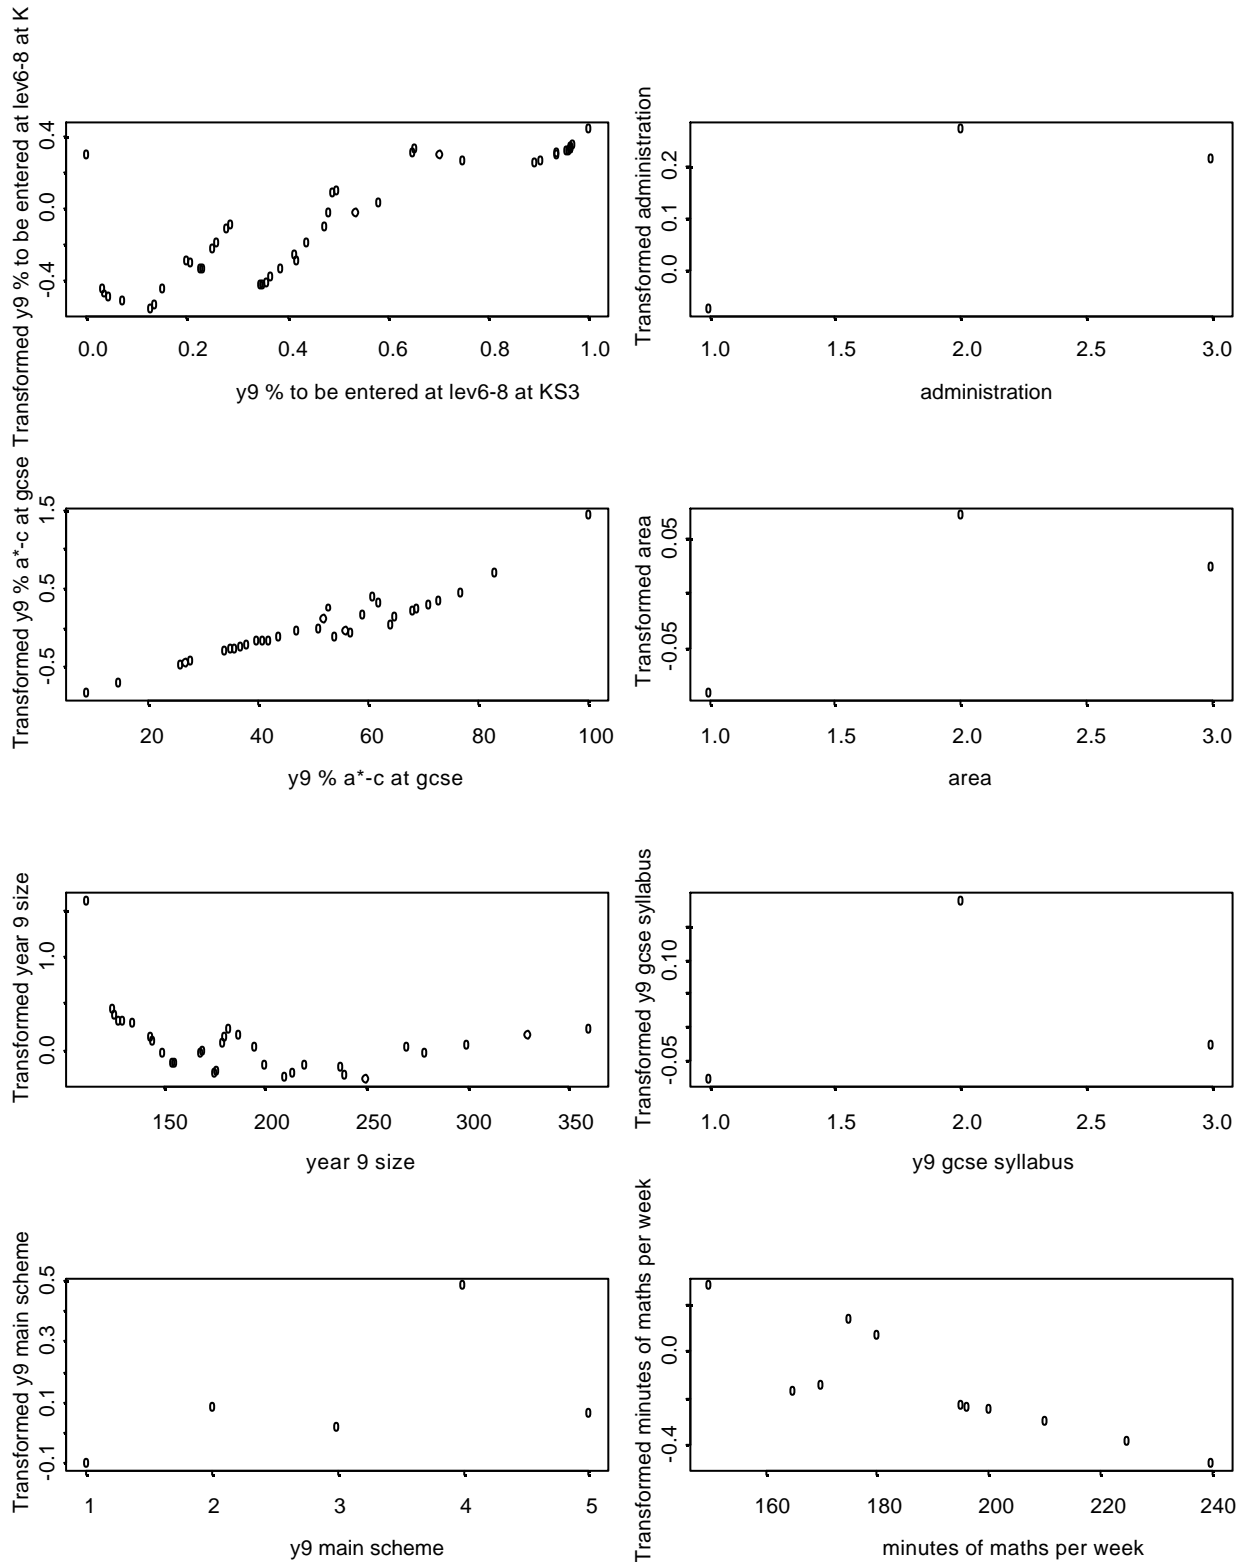 Transformed y9 % to be entered at lev6-8 at K
0.4
0.0
-0.4
0.0 0.2 0.4 0.6 0.8 1.0
y9 % to be entered at lev6-8 at KS3
Transformed administration
0.2
0.1
0.0
1.0 1.5 2.0 2.5 3.0
administration
Transformed y9 % a*-c at gcse
1.5
0.5
-0.5
20 40 60 80 100
y9 % a*-c at gcse
Transformed area
0.05
-0.05
1.0 1.5 2.0 2.5 3.0
area
Transformed year 9 size
1.0
0.0
150 200 250 300 350
year 9 size
Transformed y9 gcse syllabus
0.10
-0.05
1.0 1.5 2.0 2.5 3.0
y9 gcse syllabus
Transformed y9 main scheme
0.5
0.3
0.1
-0.1
1 2 3 4 5
y9 main scheme
Transformed minutes of maths per week
0.0
-0.4
160 180 200 220 240
minutes of maths per week